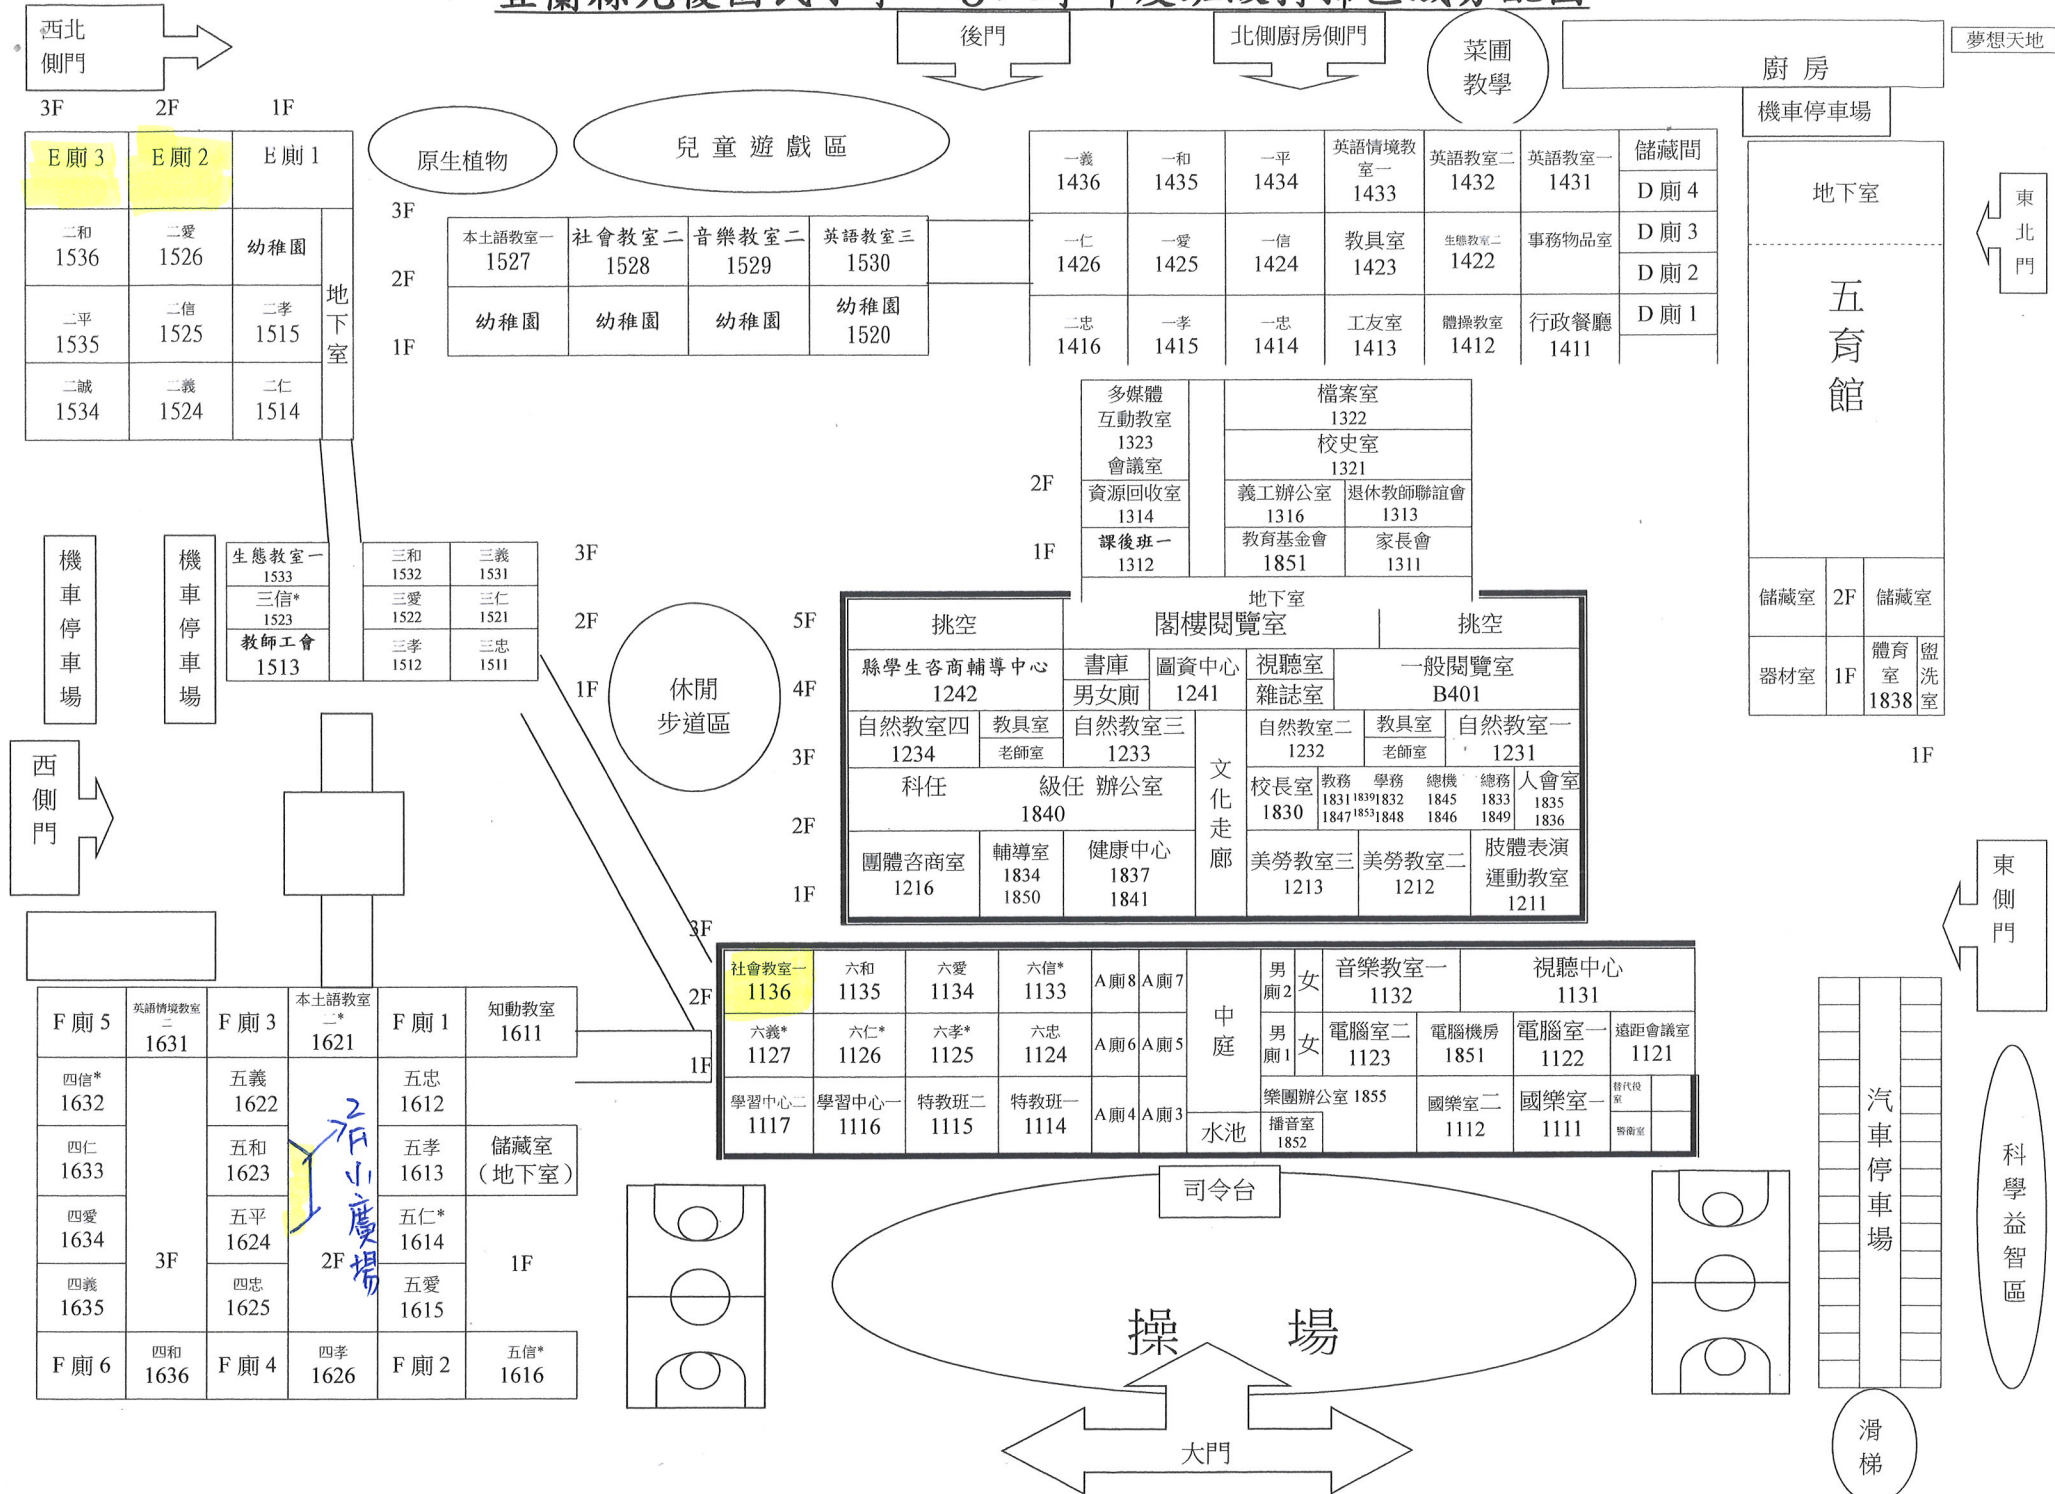 西北
側門
後門
北側廚房側門
菜圃
教學
廚 房
夢想天地
機車停車場
3F 2F 1F
E廁3 E廁2 E廁1
二和 二愛 幼稚園
1536 1526
二平 二信 二孝
1535 1525 1515
二誠 二義 二仁
1534 1524 1514
地下室
原生植物
兒童遊戲區
3F
2F
1F
本土語教室一 社會教室二 音樂教室二 英語教室三
1527 1528 1529 1530
幼稚園 幼稚園 幼稚園 幼稚園
1520
一義 一和 一平 英語情境教室一 英語教室二 英語教室一 儲藏間
1436 1435 1434 1433 1432 1431 D廁4
一仁 一愛 一信 教具室 生態教室二 事務物品室 D廁3
1426 1425 1424 1423 1422 D廁2
二忠 一孝 一忠 工友室 體操教室 行政餐廳 D廁1
1416 1415 1414 1413 1412 1411
地下室
五育館
儲藏室 2F 儲藏室
器材室 1F 體育室 盥洗室
1838
1F
東北門
多媒體
互動教室
1323
會議室
檔案室
1322
校史室
1321
2F
資源回收室 義工辦公室 退休教師聯誼會
1314 1316 1313
1F
課後班一 教育基金會 家長會
1312 1851 1311
地下室
機車停車場
機車停車場
生態教室一 三和 三義
1533 1532 1531
三信* 三愛 三仁
1523 1522 1521
教師工會 三孝 三忠
1513 1512 1511
3F
2F
1F
休閒
步道區
5F
挑空 閣樓閱覽室 挑空
4F
縣學生咨商輔導中心 書庫 圖資中心 視聽室 一般閱覽室
1242 男女廁 1241 雜誌室 B401
3F
自然教室四 教具室 自然教室三 自然教室二 教具室 自然教室一
1234 老師室 1233 1232 老師室 1231
文化走廊
2F
科任 級任 辦公室
1840
校長室 教務 學務 總機 總務 人會室
1830 1831 1839 1832 1845 1833 1835
1847 1853 1848 1846 1849 1836
1F
團體咨商室 輔導室 健康中心 美勞教室三 美勞教室二 肢體表演
1216 1834 1837 1213 1212 運動教室
1850 1841 1211
西側門
東側門
3F
社會教室一 六和 六愛 六信* A廁8 A廁7 男廁2 女 音樂教室一 視聽中心
1136 1135 1134 1133 1132 1131
2F
六義* 六仁* 六孝* 六忠 A廁6 A廁5 中庭 男廁1 女 電腦室二 電腦機房 電腦室一 遠距會議室
1127 1126 1125 1124 1123 1851 1122 1121
1F
學習中心二 學習中心一 特教班二 特教班一 A廁4 A廁3 水池 樂團辦公室 1855 國樂室二 國樂室一 替代役室
1117 1116 1115 1114 播音室 1112 1111 警衛室
1852
F廁5 英語情境教室二 F廁3 本土語教室二* F廁1 知動教室
1631 1621 1611
四信* 五義 五忠
1632 1622 1612
四仁 五和 五孝 儲藏室
1633 1623 1613 (地下室)
四愛 五平 五仁*
1634 1624 1614
3F 2F 1F
四義 四忠 五愛
1635 1625 1615
F廁6 四和 F廁4 四孝 F廁2 五信*
1636 1626 1616
2F小廣場
司令台
操 場
大門
汽車停車場
科學益智區
滑梯